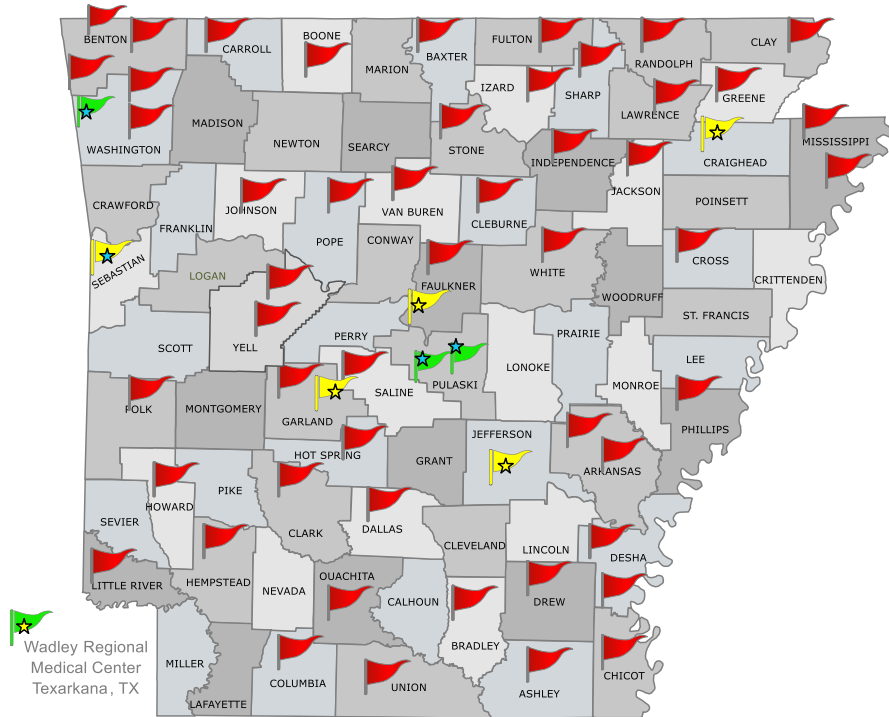 BENTON
CARROLL
BOONE
MARION
BAXTER
FULTON
RANDOLPH
CLAY
IZARD
SHARP
LAWRENCE
GREENE
WASHINGTON
MADISON
NEWTON
SEARCY
STONE
INDEPENDENCE
CRAIGHEAD
MISSISSIPPI
CRAWFORD
FRANKLIN
JOHNSON
POPE
VAN BUREN
CLEBURNE
JACKSON
POINSETT
SEBASTIAN
LOGAN
CONWAY
FAULKNER
WHITE
WOODRUFF
CROSS
CRITTENDEN
SCOTT
YELL
PERRY
PULASKI
LONOKE
PRAIRIE
MONROE
ST. FRANCIS
LEE
POLK
MONTGOMERY
GARLAND
SALINE
HOT SPRING
GRANT
JEFFERSON
ARKANSAS
PHILLIPS
SEVIER
HOWARD
PIKE
CLARK
DALLAS
CLEVELAND
LINCOLN
DESHA
LITTLE RIVER
HEMPSTEAD
NEVADA
OUACHITA
CALHOUN
BRADLEY
DREW
MILLER
LAFAYETTE
COLUMBIA
UNION
ASHLEY
CHICOT
Wadley Regional
Medical Center
Texarkana, TX